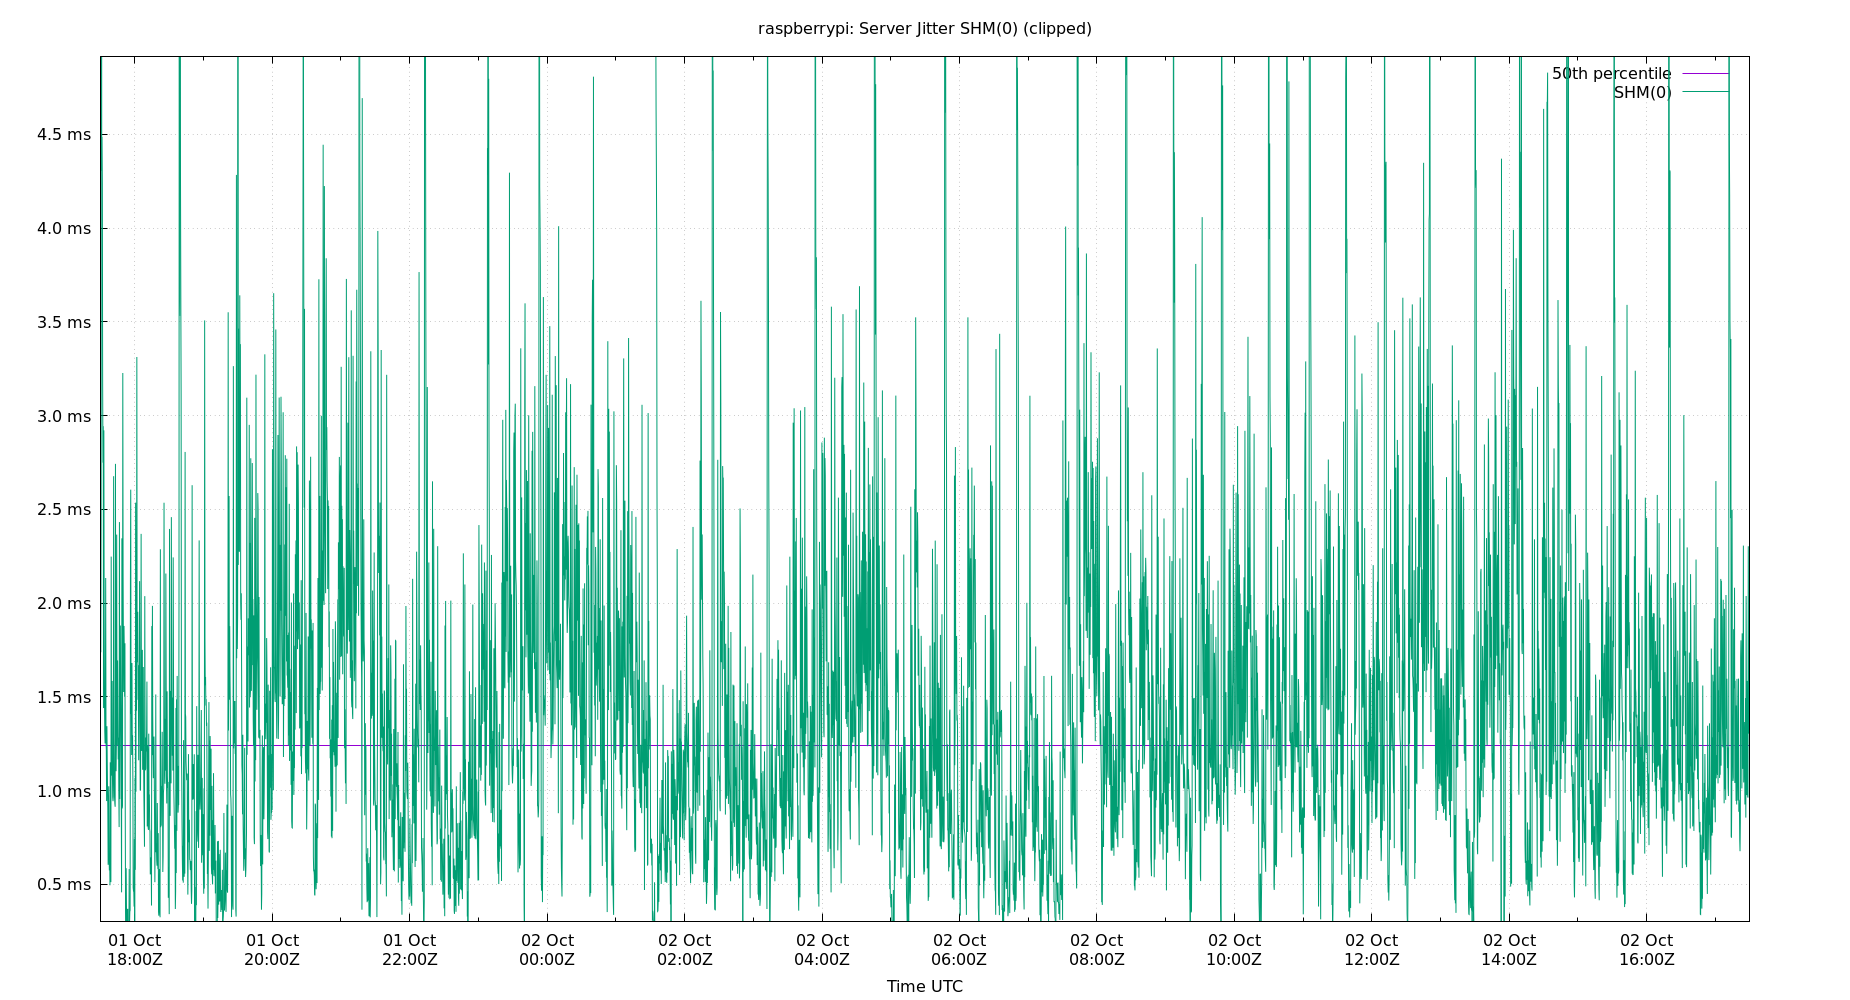 raspberrypi: Server Jitter SHM(0) (clipped)
50th percentile
SHM(0)
4.5 ms
4.0 ms
3.5 ms
3.0 ms
2.5 ms
2.0 ms
1.5 ms
1.0 ms
0.5 ms
01 Oct 01 Oct 01 Oct 02 Oct 02 Oct 02 Oct 02 Oct 02 Oct 02 Oct 02 Oct 02 Oct 02 Oct
18:00Z 20:00Z 22:00Z 00:00Z 02:00Z 04:00Z 06:00Z 08:00Z 10:00Z 12:00Z 14:00Z 16:00Z
Time UTC